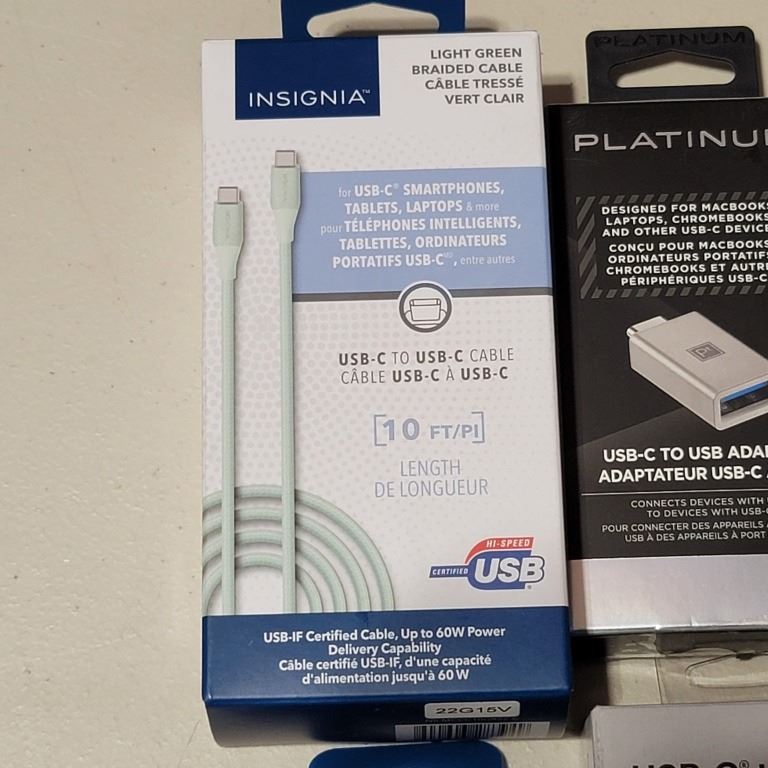 INSIGNIA™
LIGHT GREEN
BRAIDED CABLE
CÂBLE TRESSÉ
VERT CLAIR
for USB-C® SMARTPHONES,
TABLETS, LAPTOPS & more
pour TÉLÉPHONES INTELLIGENTS,
TABLETTES, ORDINATEURS
PORTATIFS USB-Cᴹᴰ, entre autres
USB-C TO USB-C CABLE
CÂBLE USB-C À USB-C
[10 FT/PI]
LENGTH
DE LONGUEUR
HI-SPEED
CERTIFIED USB®
USB-IF Certified Cable, Up to 60W Power
Delivery Capability
Câble certifié USB-IF, d'une capacité
d'alimentation jusqu'à 60 W
22G15V
PLATINUM
PLATINU
DESIGNED FOR MACBOOKS
LAPTOPS, CHROMEBOOKS
AND OTHER USB-C DEVICE
CONÇU POUR MACBOOKS
ORDINATEURS PORTATIFS
CHROMEBOOKS ET AUTRE
PÉRIPHÉRIQUES USB-C
PI
USB-C TO USB ADA
ADAPTATEUR USB-C
CONNECTS DEVICES WITH
TO DEVICES WITH USB-
POUR CONNECTER DES APPAREILS
USB À DES APPAREILS À PORT
USB-C®